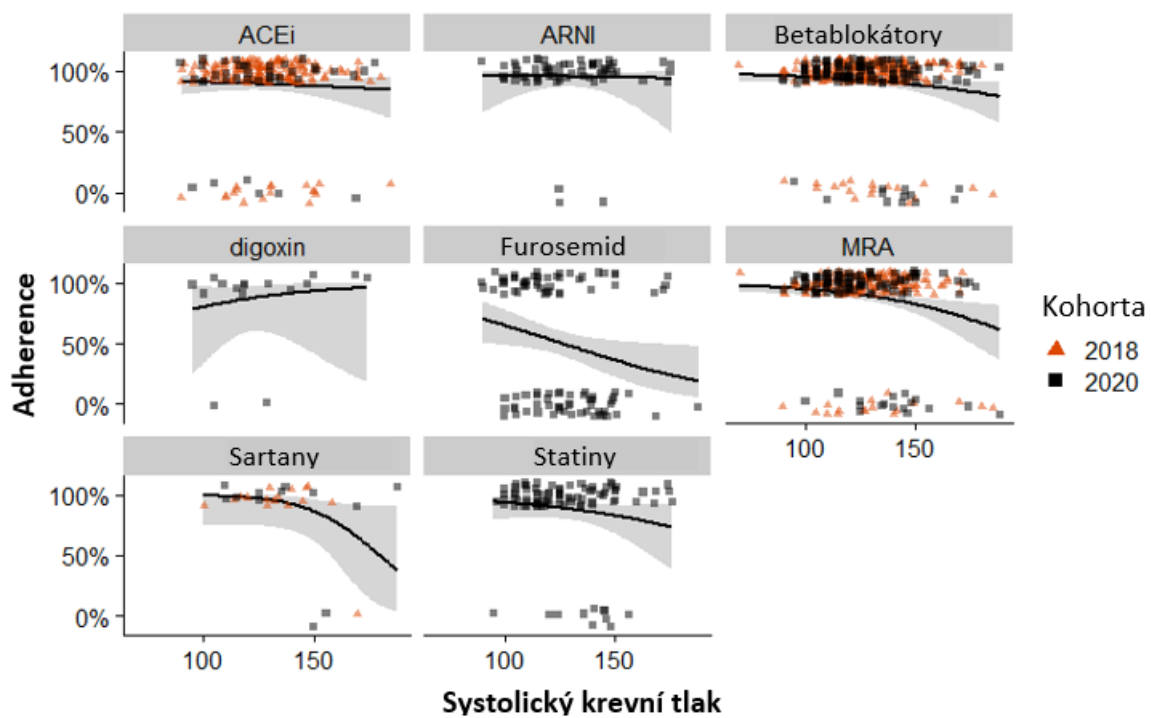 ACEi
ARNI
Betablokátory
100%
50%
0%
digoxin
Furosemid
MRA
100%
50%
0%
100
150
Sartany
Statiny
100%
50%
0%
100
150
100
150
Adherence
Systolický krevní tlak
Kohorta
2018
2020